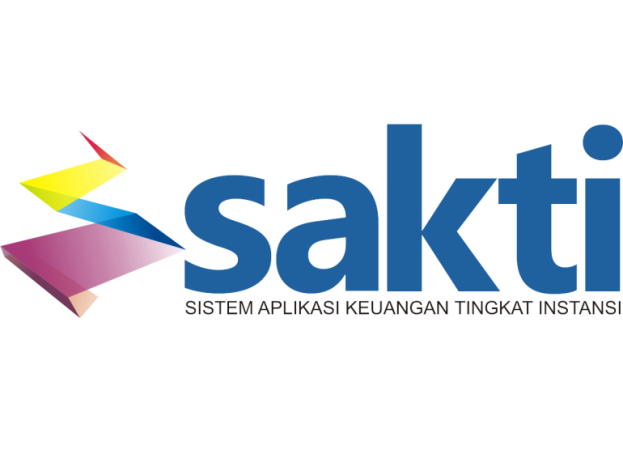 sakti
SISTEM APLIKASI KEUANGAN TINGKAT INSTANSI